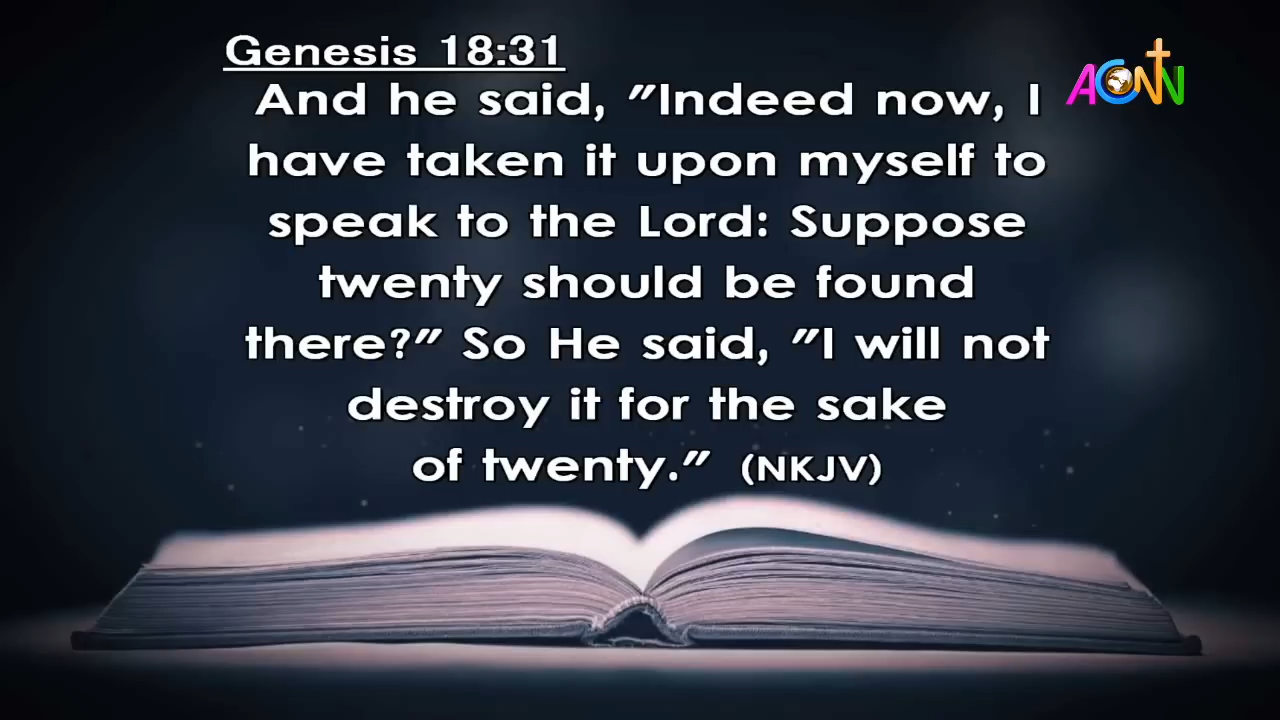 Genesis 18:31
ACNN
And he said, "Indeed now, I
have taken it upon myself to
speak to the Lord: Suppose
twenty should be found
there?" So He said, "I will not
destroy it for the sake
of twenty." (NKJV)